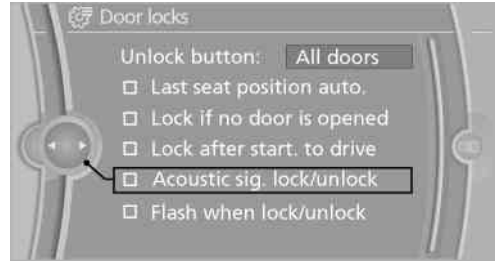 Door locks
Unlock button: All doors
Last seat position auto.
Lock if no door is opened
Lock after start. to drive
Acoustic sig. lock/unlock
Flash when lock/unlock